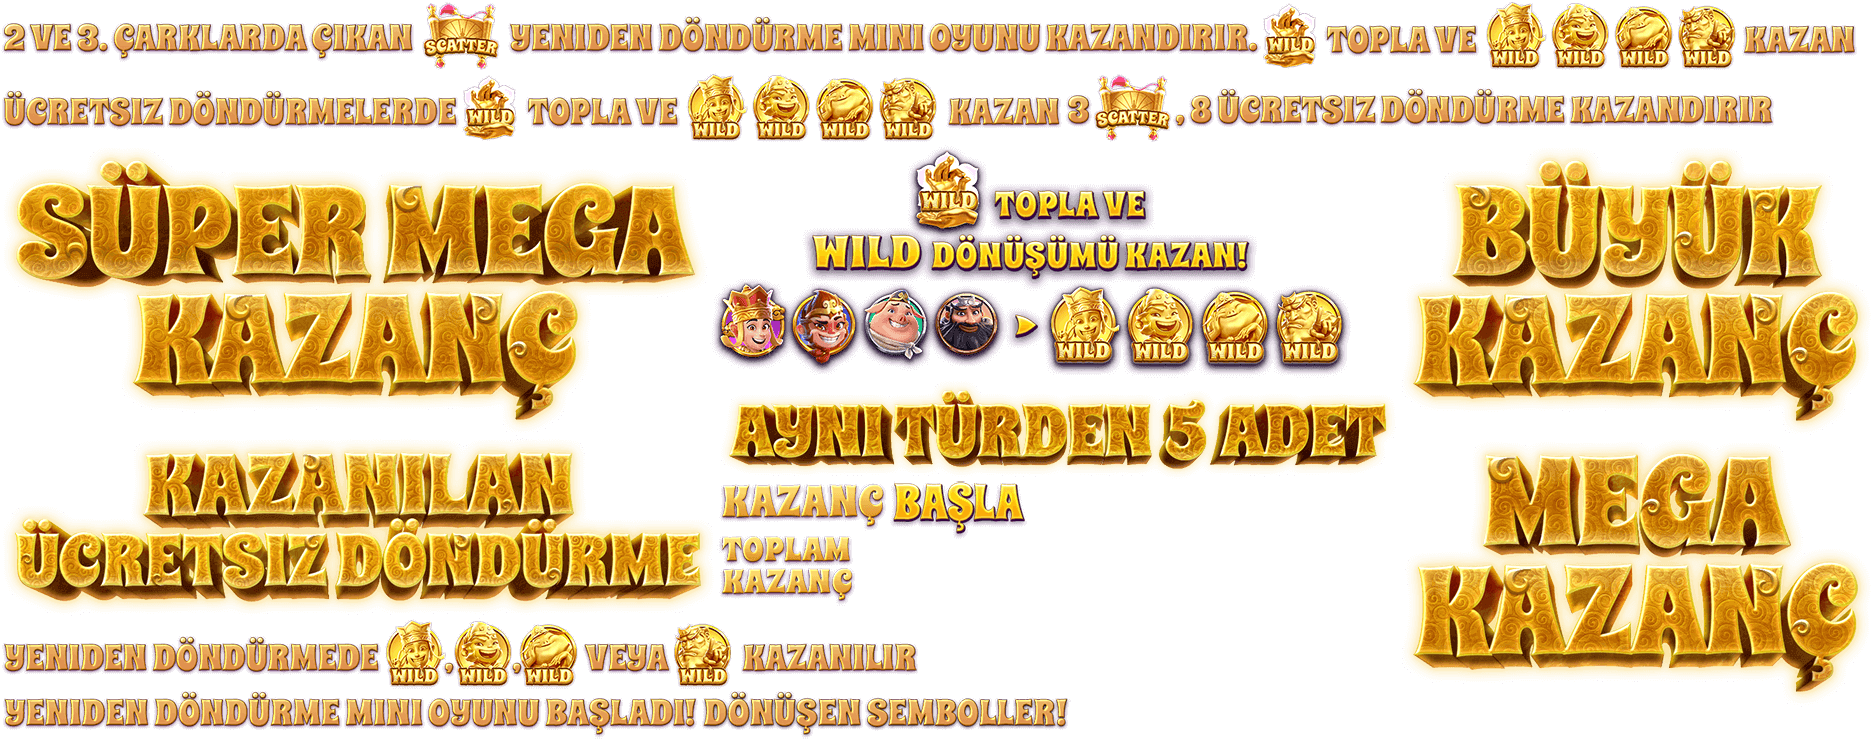 2 VE 3. ÇARKLARDA ÇIKAN SCATTER YENIDEN DÖNDÜRME MINI OYUNU KAZANDIRIR. WILD TOPLA VE WILD WILD WILD WILD KAZAN
ÜCRETSIZ DÖNDÜRMELERDE WILD TOPLA VE WILD WILD WILD WILD KAZAN 3 SCATTER , 8 ÜCRETSIZ DÖNDÜRME KAZANDIRIR
SÜPER MEGA
KAZANÇ
WILD TOPLA VE
WILD DÖNÜŞÜMÜ KAZAN!
WILD WILD WILD WILD
BÜYÜK
KAZANÇ
AYNI TÜRDEN 5 ADET
KAZANILAN
ÜCRETSIZ DÖNDÜRME
KAZANÇ BAŞLA
TOPLAM
KAZANÇ
MEGA
KAZANÇ
YENIDEN DÖNDÜRMEDE WILD , WILD , WILD VEYA WILD KAZANILIR
YENIDEN DÖNDÜRME MINI OYUNU BAŞLADI! DÖNÜŞEN SEMBOLLER!